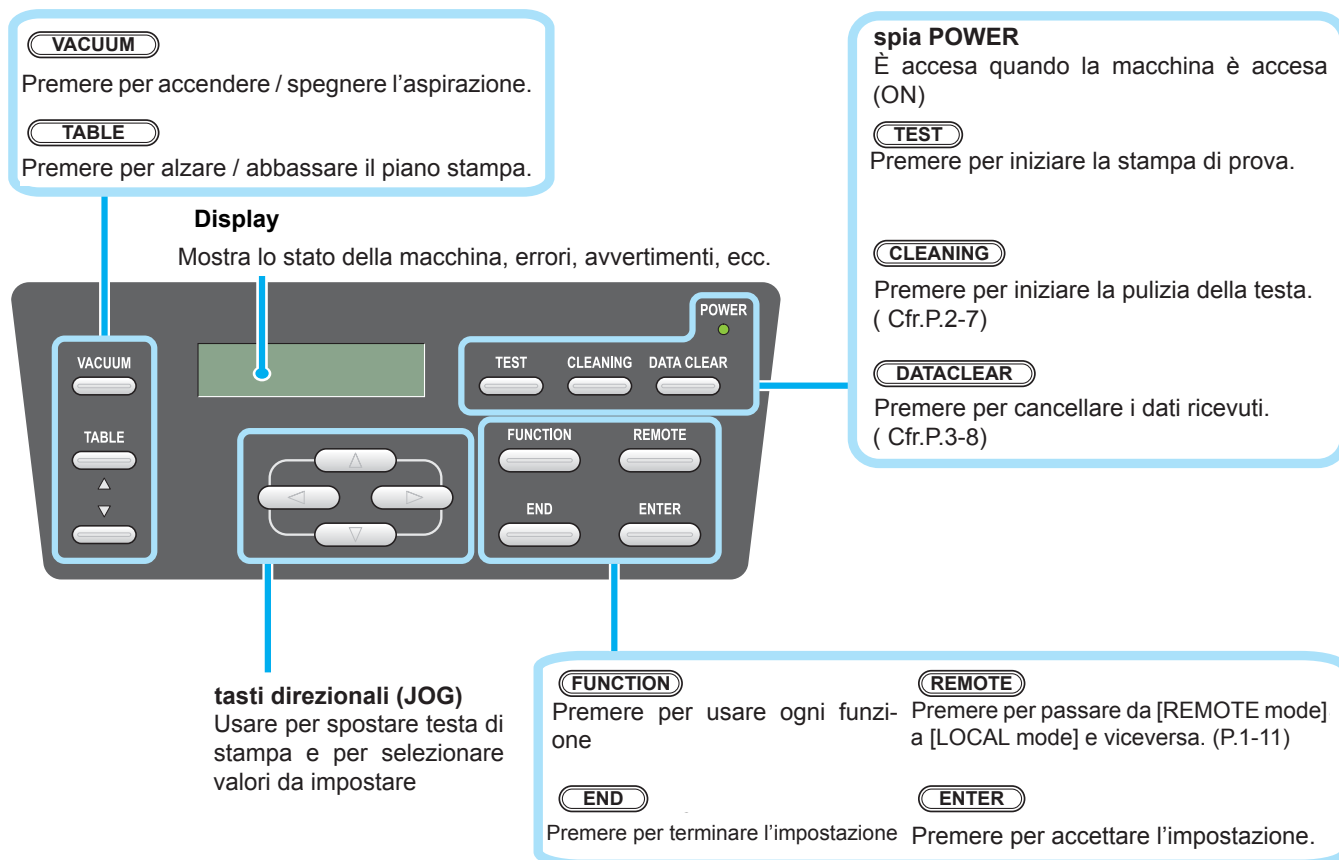 VACUUM
Premere per accendere / spegnere l’aspirazione.
TABLE
Premere per alzare / abbassare il piano stampa.
spia POWER
È accesa quando la macchina è accesa
(ON)
TEST
Premere per iniziare la stampa di prova.
CLEANING
Premere per iniziare la pulizia della testa.
( Cfr.P.2-7)
DATACLEAR
Premere per cancellare i dati ricevuti.
( Cfr.P.3-8)
Display
Mostra lo stato della macchina, errori, avvertimenti, ecc.
POWER
VACUUM
TEST CLEANING DATA CLEAR
TABLE
FUNCTION REMOTE
END ENTER
tasti direzionali (JOG)
Usare per spostare testa di
stampa e per selezionare
valori da impostare
FUNCTION
Premere per usare ogni funzi-
one
REMOTE
Premere per passare da [REMOTE mode]
a [LOCAL mode] e viceversa. (P.1-11)
END
Premere per terminare l’impostazione
ENTER
Premere per accettare l’impostazione.